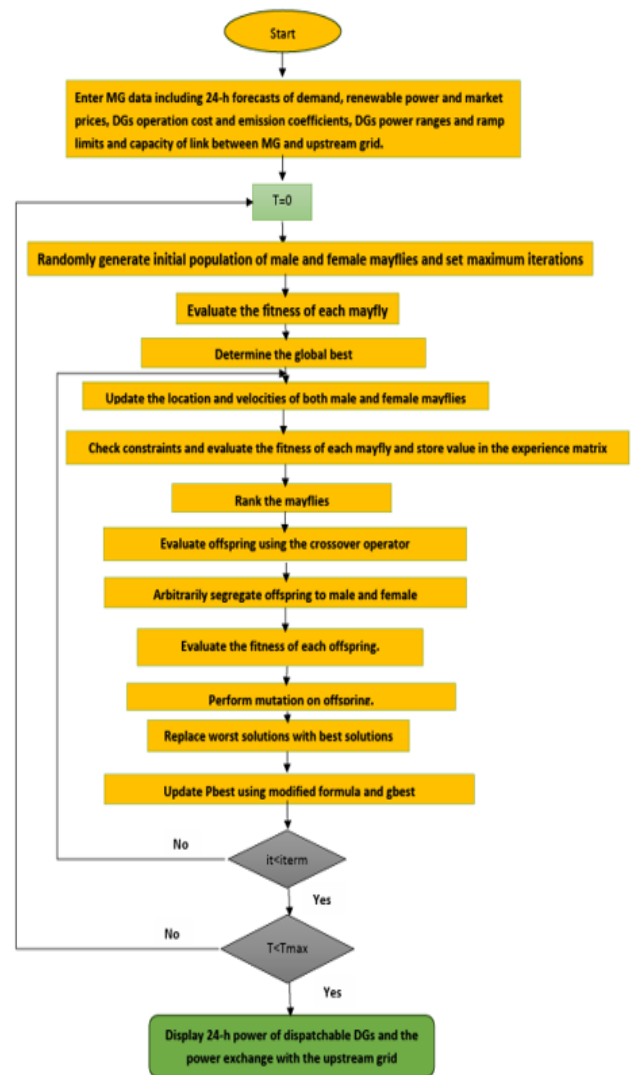 Start
Enter MG data including 24-h forecasts of demand, renewable power and market
prices, DGs operation cost and emission coefficients, DGs power ranges and ramp
limits and capacity of link between MG and upstream grid.
T=0
Randomly generate initial population of male and female mayflies and set maximum iterations
Evaluate the fitness of each mayfly
Determine the global best
Update the location and velocities of both male and female mayflies
Check constraints and evaluate the fitness of each mayfly and store value in the experience matrix
Rank the mayflies
Evaluate offspring using the crossover operator
Arbitrarily segregate offspring to male and female
Evaluate the fitness of each offspring.
Perform mutation on offspring.
Replace worst solutions with best solutions
Update Pbest using modified formula and gbest
No
it<iterm
Yes
No
T<Tmax
Yes
Display 24-h power of dispatchable DGs and the
power exchange with the upstream grid